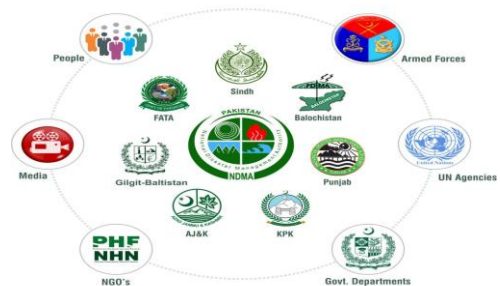 People
Armed Forces
Sindh
FATA
PDMA
Balochistan
PAKISTAN
National Disaster Management Authority
NDMA
Media
United Nations
UN Agencies
Gilgit-Baltistan
Punjab
AJ&K
KPK
PHF
NHN
NGO's
Govt. Departments